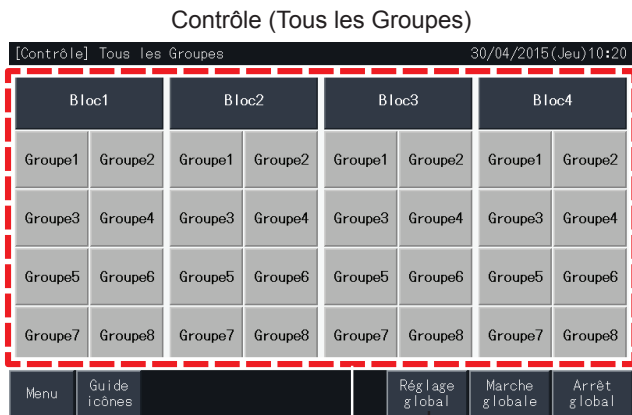 Contrôle (Tous les Groupes)
[Contrôle] Tous les Groupes 30/04/2015(Jeu)10:20
Bloc1 Bloc2 Bloc3 Bloc4
Groupe1 Groupe2 Groupe1 Groupe2 Groupe1 Groupe2 Groupe1 Groupe2
Groupe3 Groupe4 Groupe3 Groupe4 Groupe3 Groupe4 Groupe3 Groupe4
Groupe5 Groupe6 Groupe5 Groupe6 Groupe5 Groupe6 Groupe5 Groupe6
Groupe7 Groupe8 Groupe7 Groupe8 Groupe7 Groupe8 Groupe7 Groupe8
Menu Guide Réglage Marche Arrêt
icônes global globale global